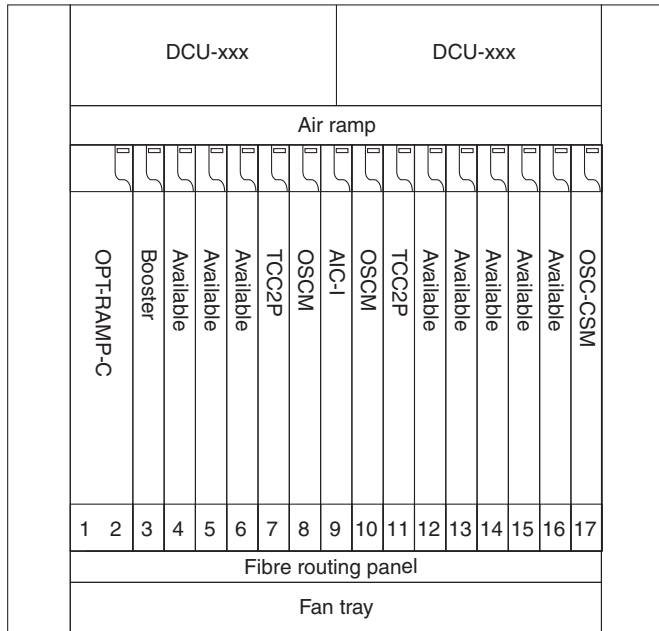 DCU-xxx DCU-xxx
Air ramp
OPT-RAMP-C
Booster
Available
Available
Available
TCC2P
OSCM
AIC-I
OSCM
TCC2P
Available
Available
Available
Available
Available
OSC-CSM
1 2 3 4 5 6 7 8 9 10 11 12 13 14 15 16 17
Fibre routing panel
Fan tray